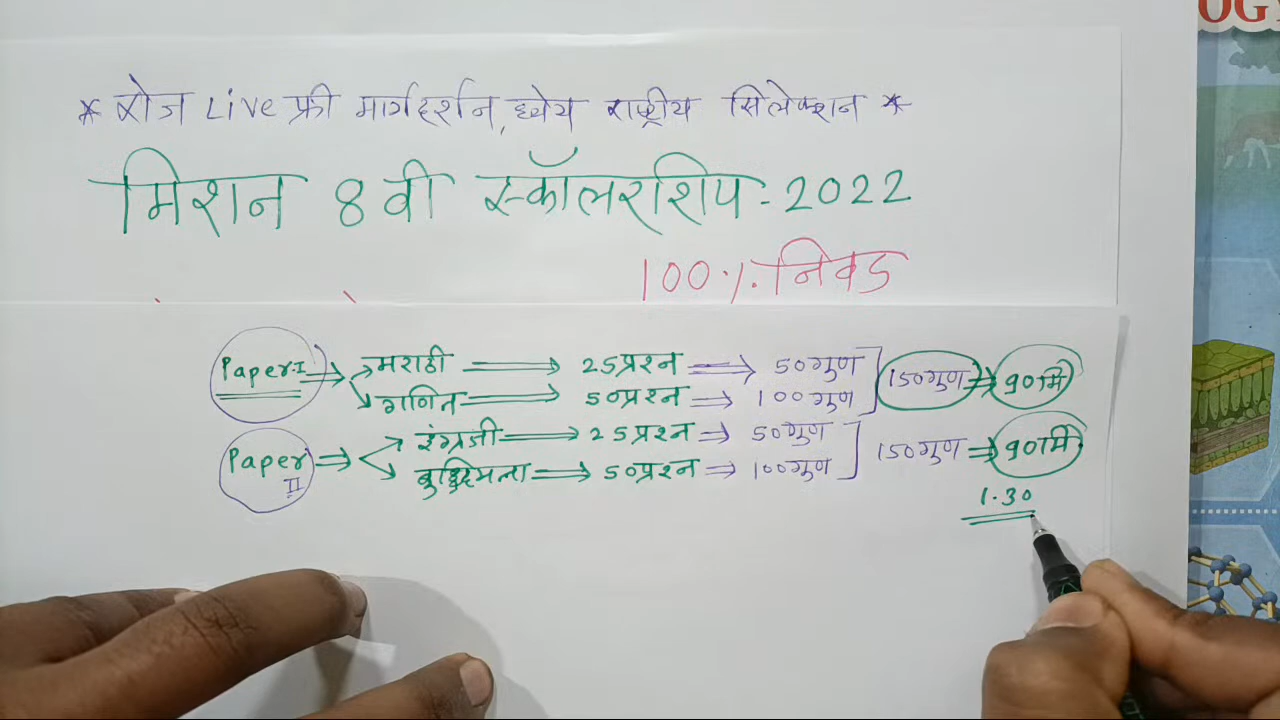 OGY
* रोज Live फ्री मार्गदर्शन, ध्येय राष्ट्रीय सिलेक्शन *
मिशन 8 वी स्कॉलरशिप - 2022
100 % निवड
Paper-I ⇒ मराठी ⇒ 25 प्रश्न ⇒ 50 गुण ] 150 गुण ⇒ 90 मि
गणित ⇒ 50 प्रश्न ⇒ 100 गुण
Paper II ⇒ इंग्रजी ⇒ 25 प्रश्न ⇒ 50 गुण ] 150 गुण ⇒ 90 मि
बुद्धिमत्ता ⇒ 50 प्रश्न ⇒ 100 गुण
1.30